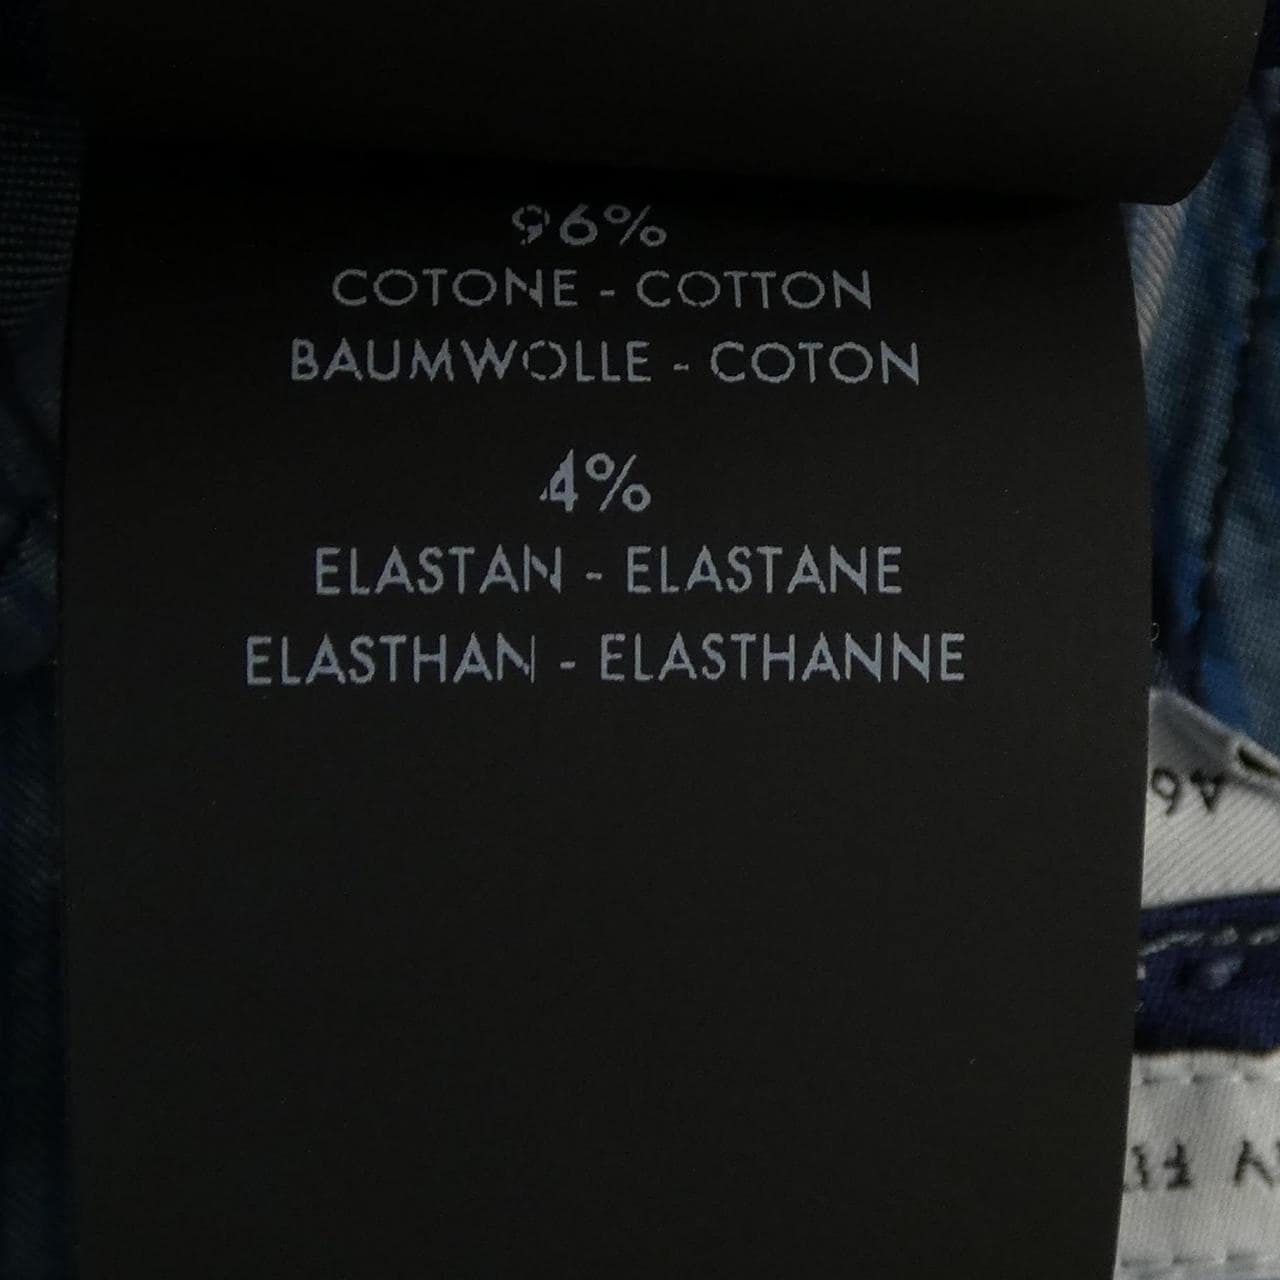 96%
COTONE - COTTON
BAUMWOLLE - COTON
4%
ELASTAN - ELASTANE
ELASTHAN - ELASTHANNE